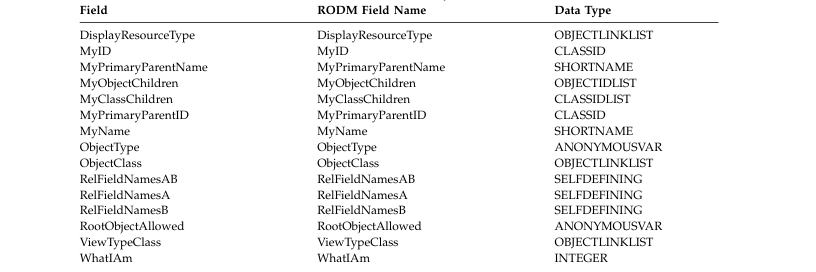 Field RODM Field Name Data Type
DisplayResourceType DisplayResourceType OBJECTLINKLIST
MyID MyID CLASSID
MyPrimaryParentName MyPrimaryParentName SHORTNAME
MyObjectChildren MyObjectChildren OBJECTIDLIST
MyClassChildren MyClassChildren CLASSIDLIST
MyPrimaryParentID MyPrimaryParentID CLASSID
MyName MyName SHORTNAME
ObjectType ObjectType ANONYMOUSVAR
ObjectClass ObjectClass OBJECTLINKLIST
RelFieldNamesAB RelFieldNamesAB SELFDEFINING
RelFieldNamesA RelFieldNamesA SELFDEFINING
RelFieldNamesB RelFieldNamesB SELFDEFINING
RootObjectAllowed RootObjectAllowed ANONYMOUSVAR
ViewTypeClass ViewTypeClass OBJECTLINKLIST
WhatIAm WhatIAm INTEGER